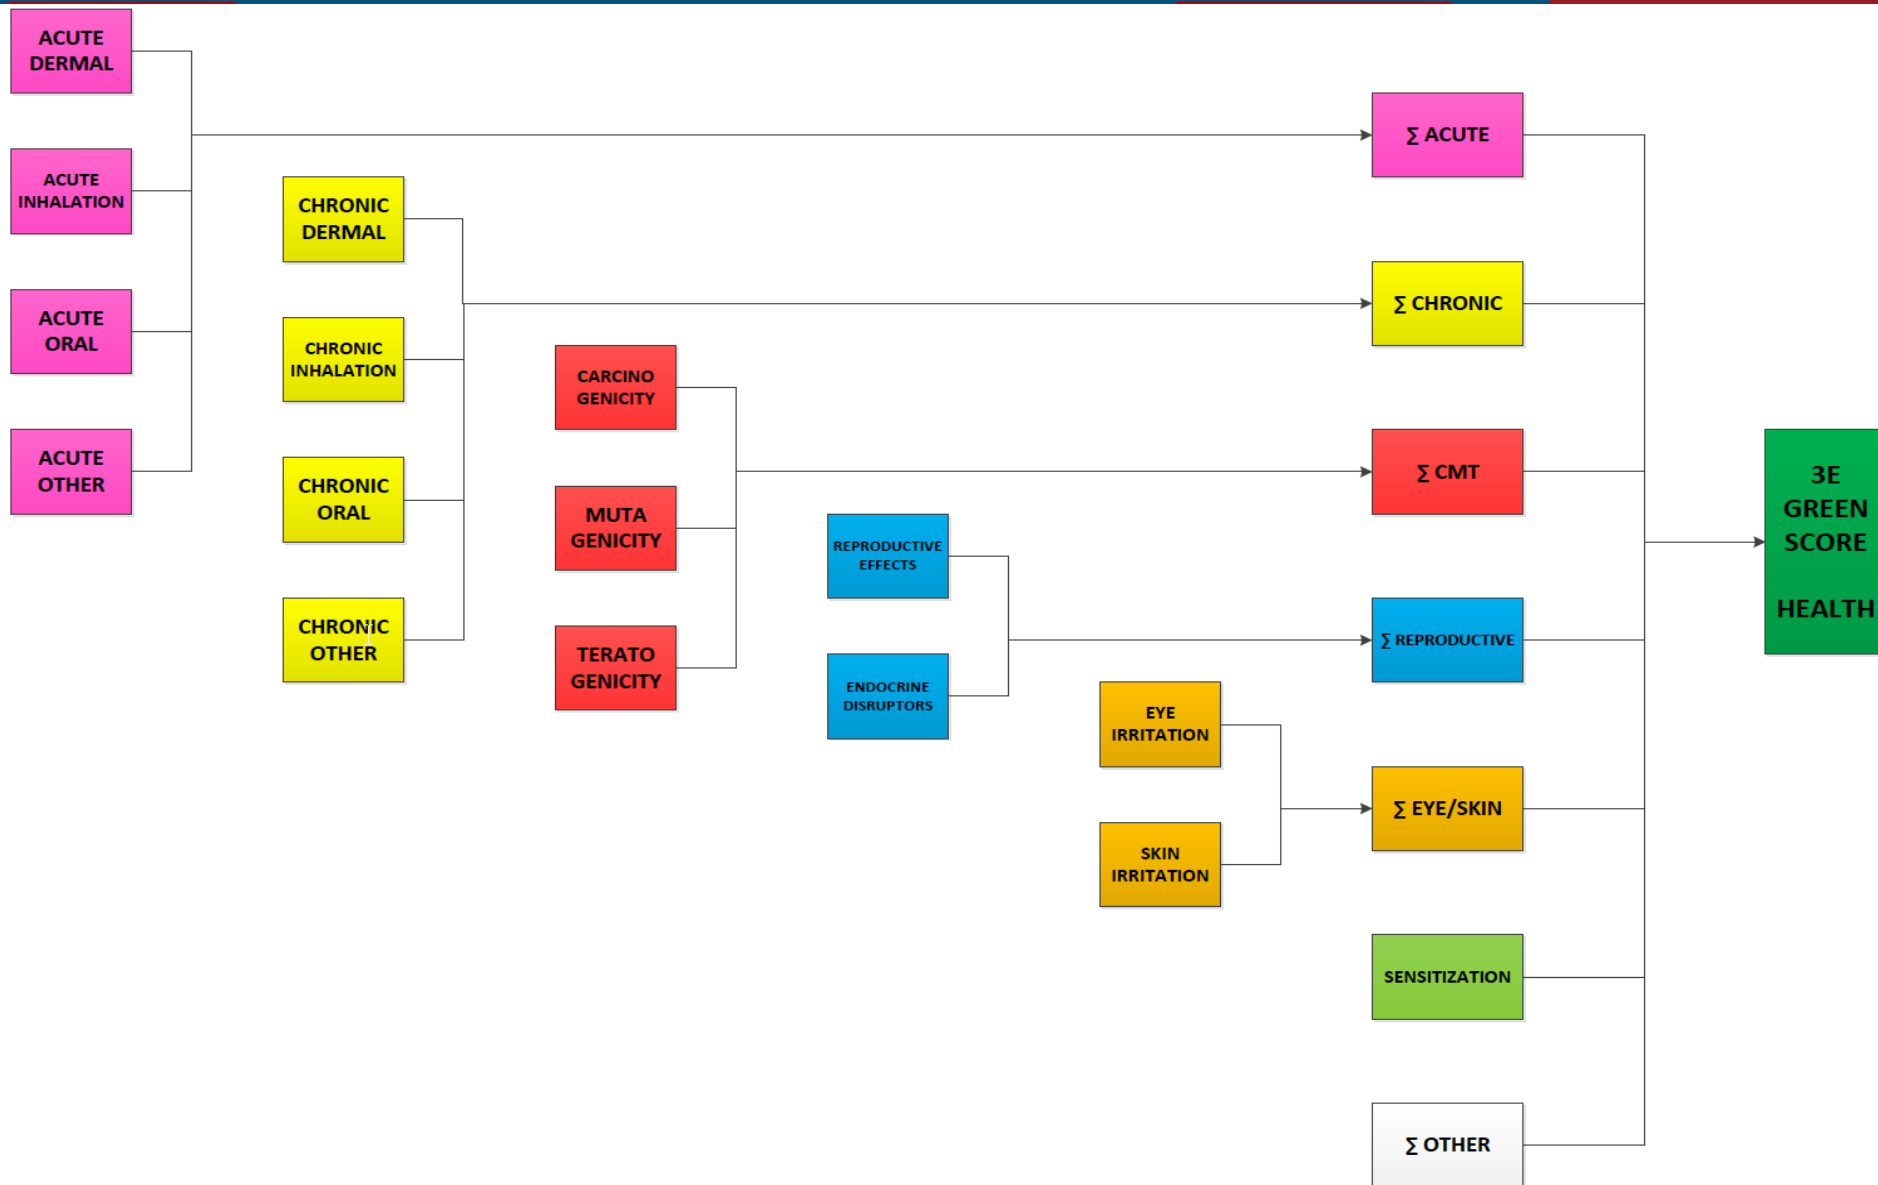 ACUTE
DERMAL
ACUTE
INHALATION
ACUTE
ORAL
ACUTE
OTHER
CHRONIC
DERMAL
CHRONIC
INHALATION
CHRONIC
ORAL
CHRONIC
OTHER
CARCINO
GENICITY
MUTA
GENICITY
TERATO
GENICITY
REPRODUCTIVE
EFFECTS
ENDOCRINE
DISRUPTORS
EYE
IRRITATION
SKIN
IRRITATION
∑ ACUTE
∑ CHRONIC
∑ CMT
∑ REPRODUCTIVE
∑ EYE/SKIN
SENSITIZATION
∑ OTHER
3E
GREEN
SCORE
HEALTH